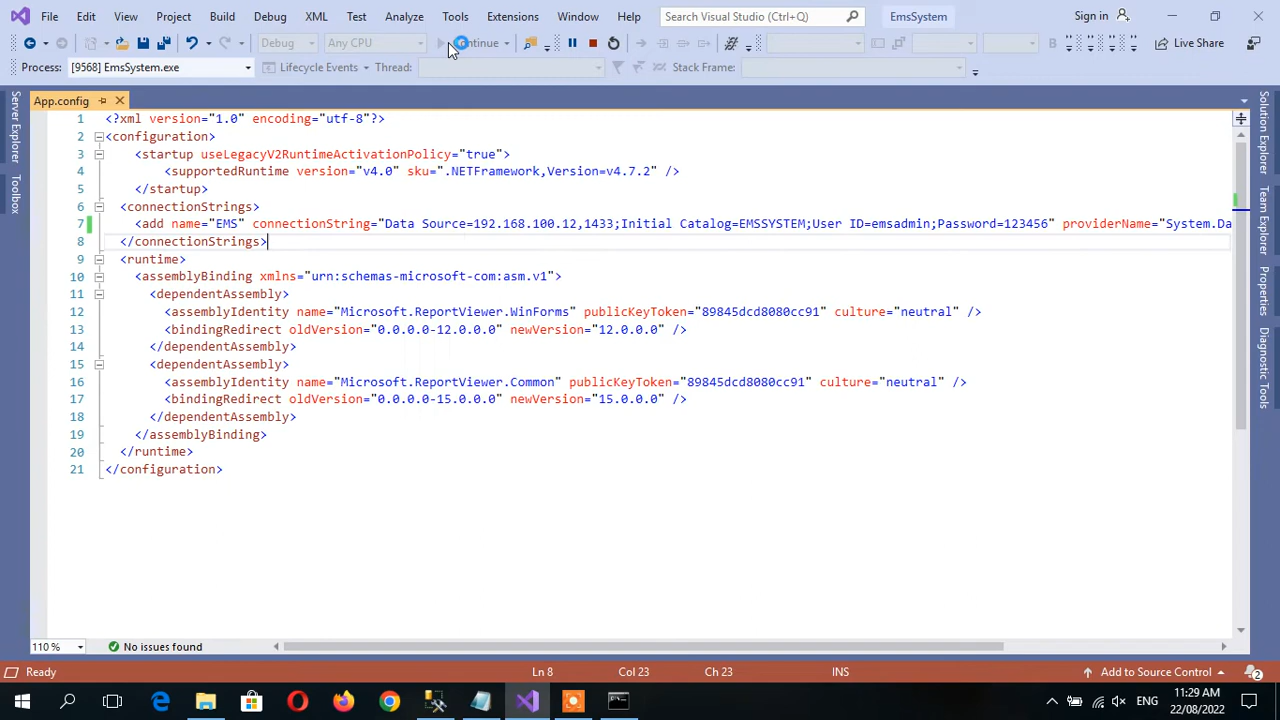 File Edit View Project Build Debug XML Test Analyze Tools Extensions Window Help Search Visual Studio (Ctrl+Q) EmsSystem Sign in
Debug Any CPU Continue Live Share
Process: [9568] EmsSystem.exe Lifecycle Events Thread: Stack Frame:
App.config
Server Explorer
Toolbox
1 <?xml version="1.0" encoding="utf-8"?>
2 <configuration>
3 <startup useLegacyV2RuntimeActivationPolicy="true">
4 <supportedRuntime version="v4.0" sku=".NETFramework,Version=v4.7.2" />
5 </startup>
6 <connectionStrings>
7 <add name="EMS" connectionString="Data Source=192.168.100.12,1433;Initial Catalog=EMSSYSTEM;User ID=emsadmin;Password=123456" providerName="System.Da
8 </connectionStrings>
9 <runtime>
10 <assemblyBinding xmlns="urn:schemas-microsoft-com:asm.v1">
11 <dependentAssembly>
12 <assemblyIdentity name="Microsoft.ReportViewer.WinForms" publicKeyToken="89845dcd8080cc91" culture="neutral" />
13 <bindingRedirect oldVersion="0.0.0.0-12.0.0.0" newVersion="12.0.0.0" />
14 </dependentAssembly>
15 <dependentAssembly>
16 <assemblyIdentity name="Microsoft.ReportViewer.Common" publicKeyToken="89845dcd8080cc91" culture="neutral" />
17 <bindingRedirect oldVersion="0.0.0.0-15.0.0.0" newVersion="15.0.0.0" />
18 </dependentAssembly>
19 </assemblyBinding>
20 </runtime>
21 </configuration>
Solution Explorer
Team Explorer
Properties
Diagnostic Tools
110 % No issues found
Ready Ln 8 Col 23 Ch 23 INS Add to Source Control 2
ENG 11:29 AM
22/08/2022